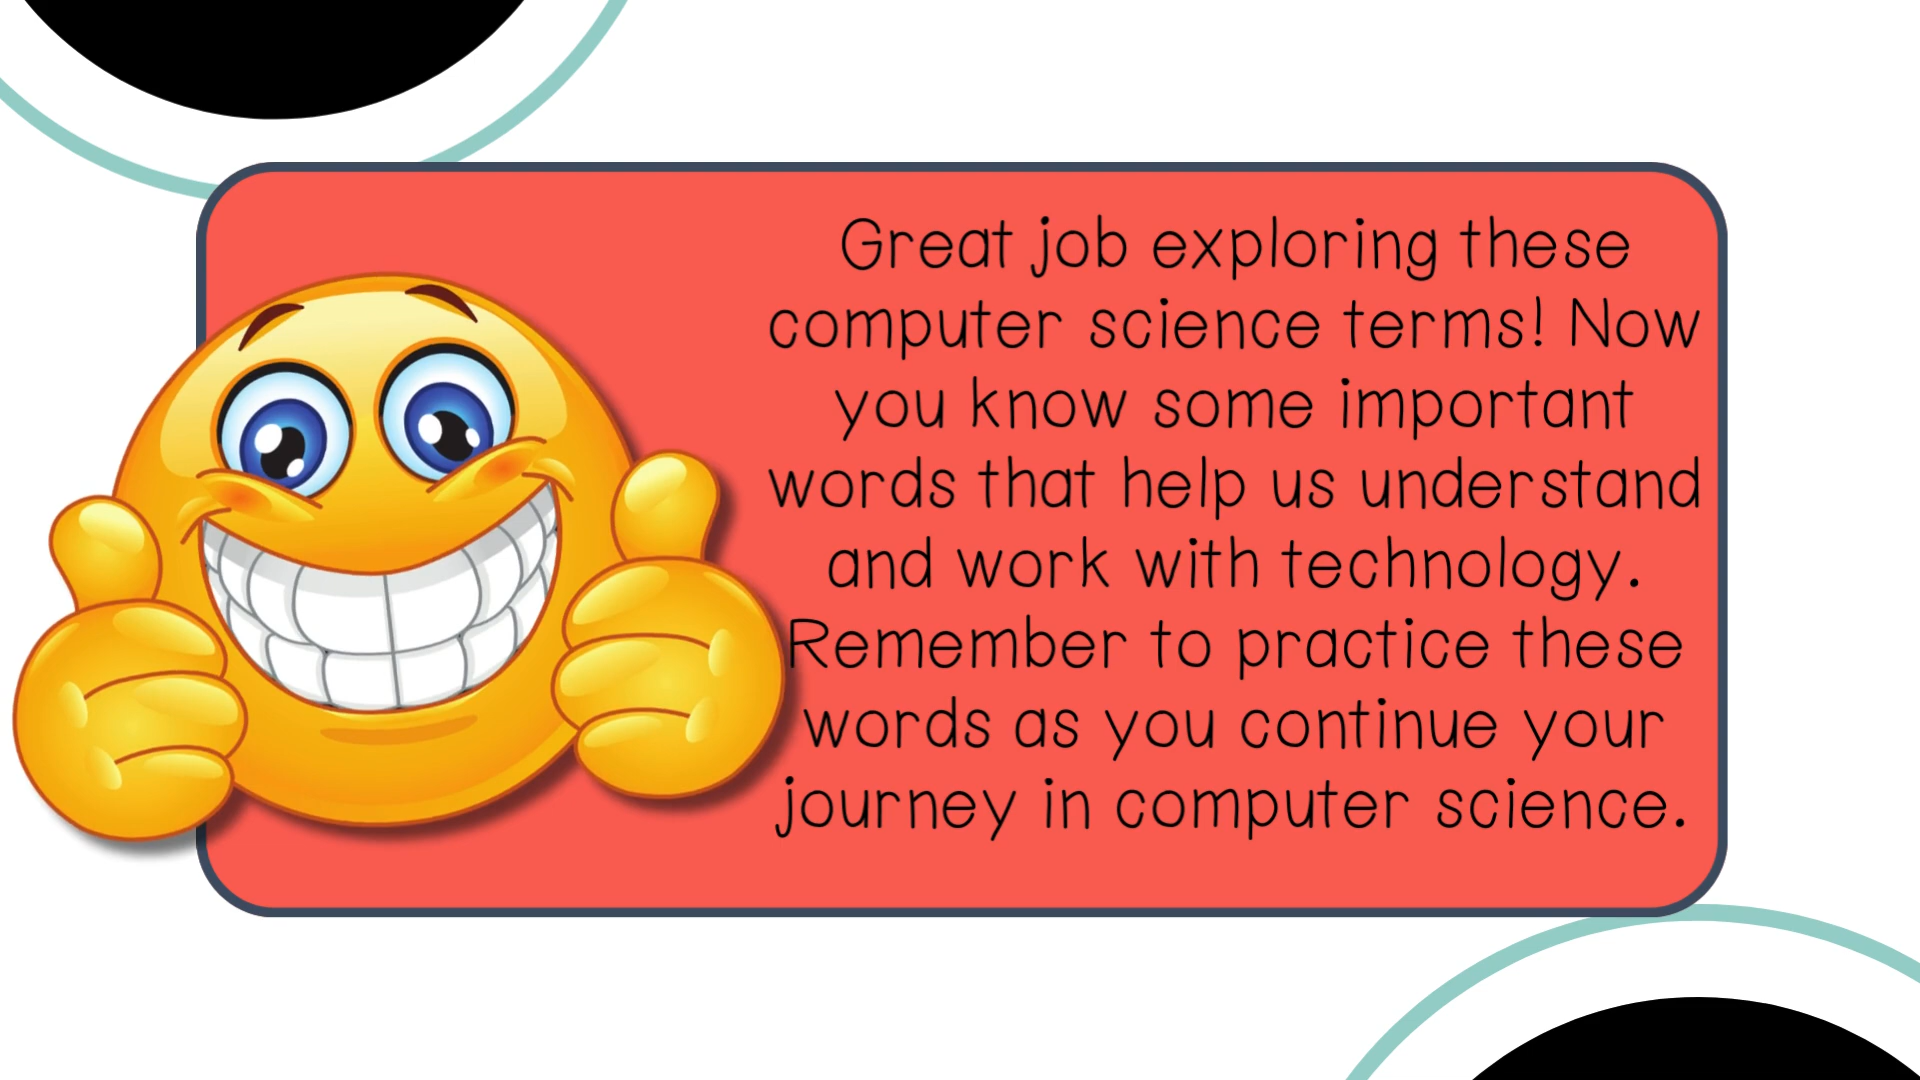 Great job exploring these
computer science terms! Now
you know some important
words that help us understand
and work with technology.
Remember to practice these
words as you continue your
journey in computer science.